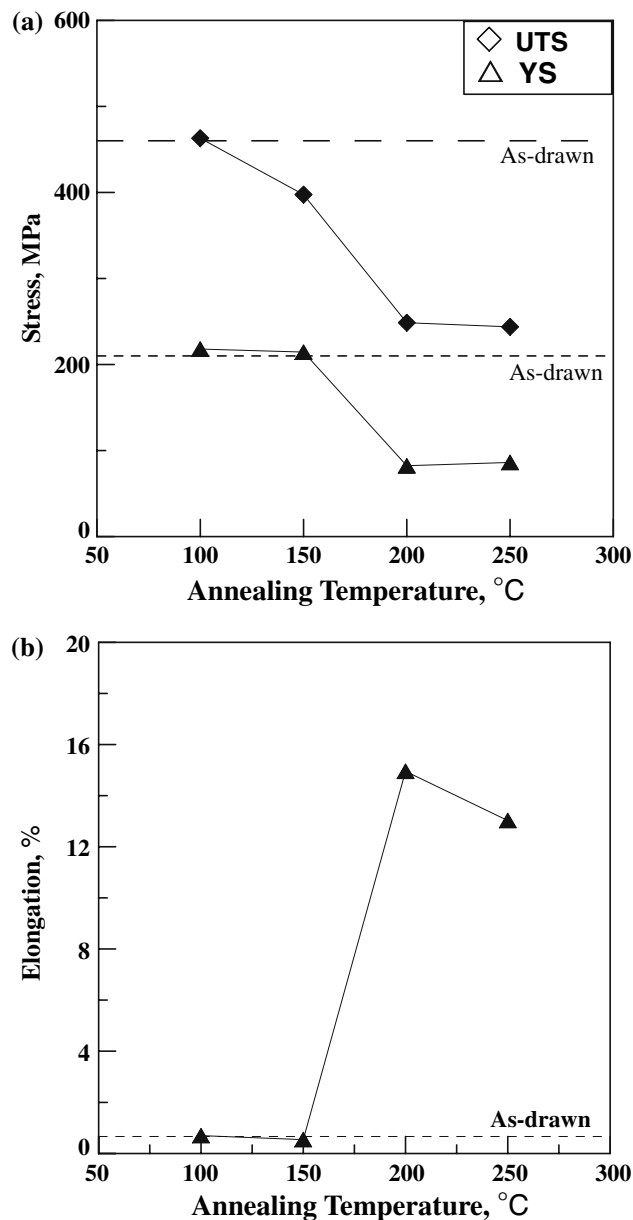 (a)
UTS
YS
600
400
200
0
As-drawn
As-drawn
Stress, MPa
50 100 150 200 250 300
Annealing Temperature, °C
(b)
20
16
12
8
4
0
Elongation, %
As-drawn
50 100 150 200 250 300
Annealing Temperature, °C